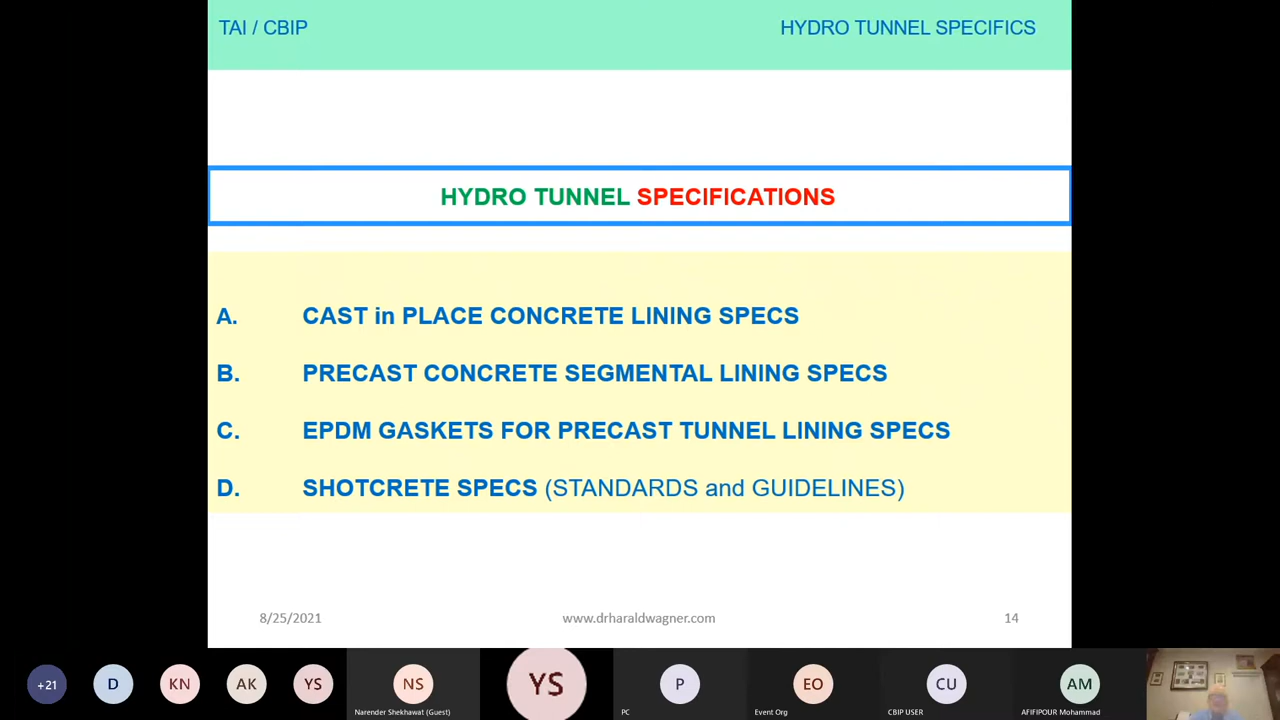 TAI / CBIP HYDRO TUNNEL SPECIFICS
HYDRO TUNNEL SPECIFICATIONS
A. CAST in PLACE CONCRETE LINING SPECS
B. PRECAST CONCRETE SEGMENTAL LINING SPECS
C. EPDM GASKETS FOR PRECAST TUNNEL LINING SPECS
D. SHOTCRETE SPECS (STANDARDS and GUIDELINES)
8/25/2021 www.drharaldwagner.com 14
+21 D KN AK YS NS YS P EO CU AM
Narender Shekhawat (Guest) PC Event Org CBIP USER AFIFIPOUR Mohammad